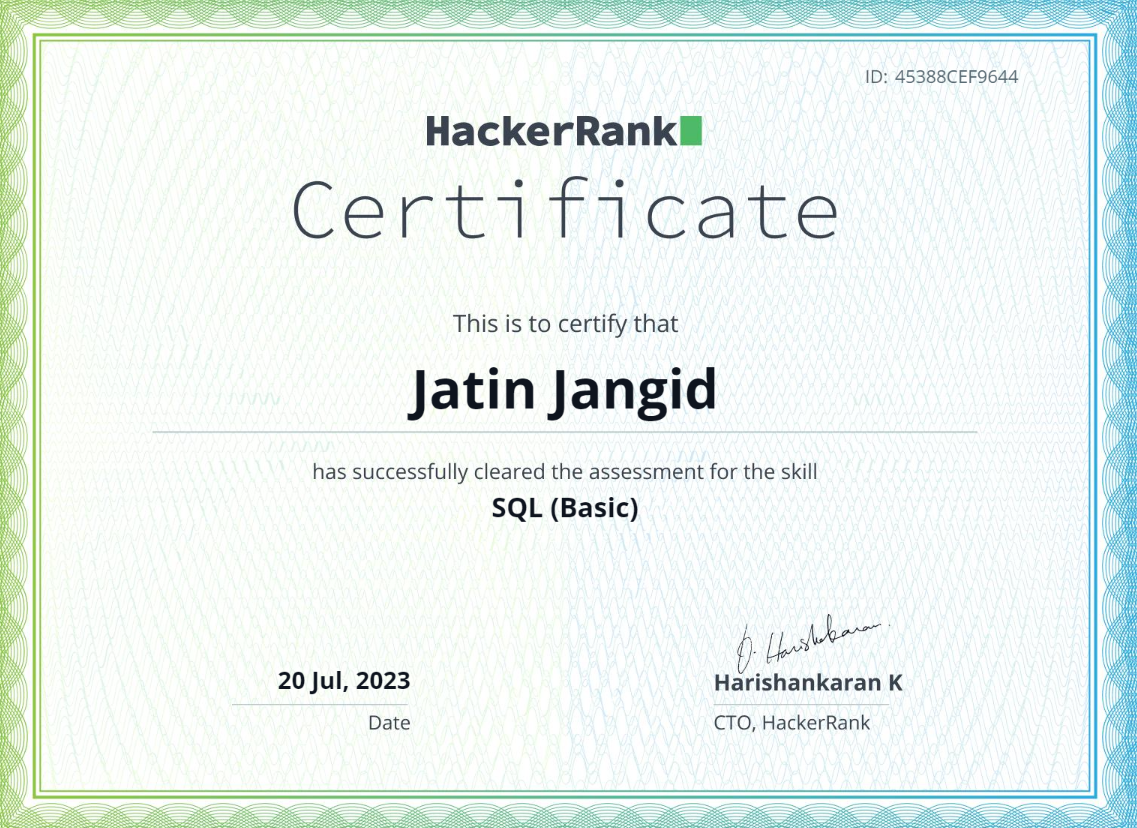 ID: 45388CEF9644
HackerRank
Certificate
This is to certify that
Jatin Jangid
has successfully cleared the assessment for the skill
SQL (Basic)
20 Jul, 2023
Date
Harishankaran K
CTO, HackerRank